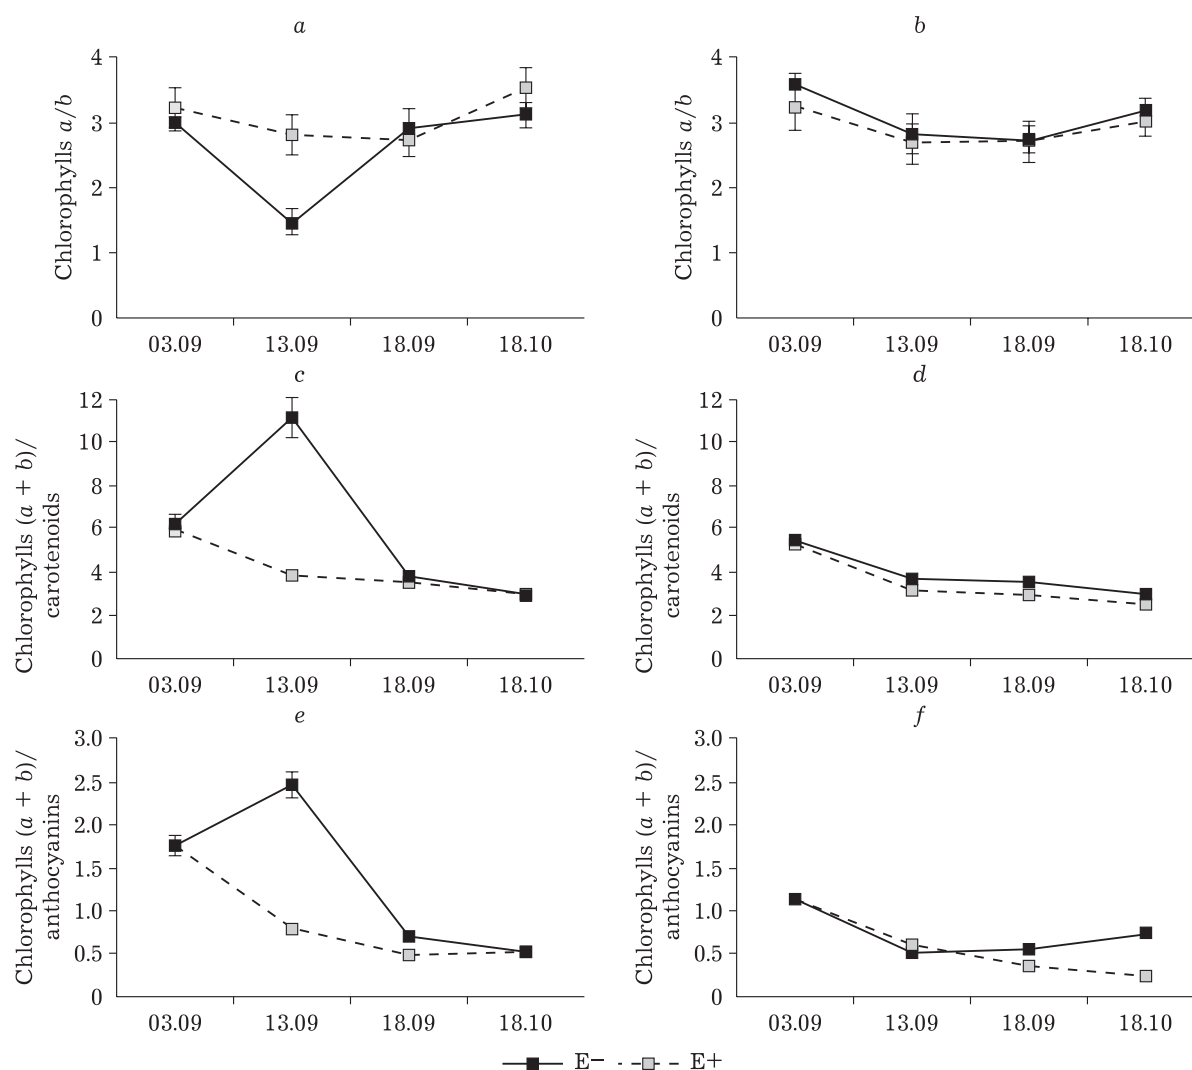 a
b
4
3
2
1
0
Chlorophylls a/b
03.09 13.09 18.09 18.10
4
3
2
1
0
Chlorophylls a/b
03.09 13.09 18.09 18.10
c
d
12
10
8
6
4
2
0
Chlorophylls (a + b)/
carotenoids
03.09 13.09 18.09 18.10
12
10
8
6
4
2
0
Chlorophylls (a + b)/
carotenoids
03.09 13.09 18.09 18.10
e
f
3.0
2.5
2.0
1.5
1.0
0.5
0
Chlorophylls (a + b)/
anthocyanins
03.09 13.09 18.09 18.10
3.0
2.5
2.0
1.5
1.0
0.5
0
Chlorophylls (a + b)/
anthocyanins
03.09 13.09 18.09 18.10
E− E+